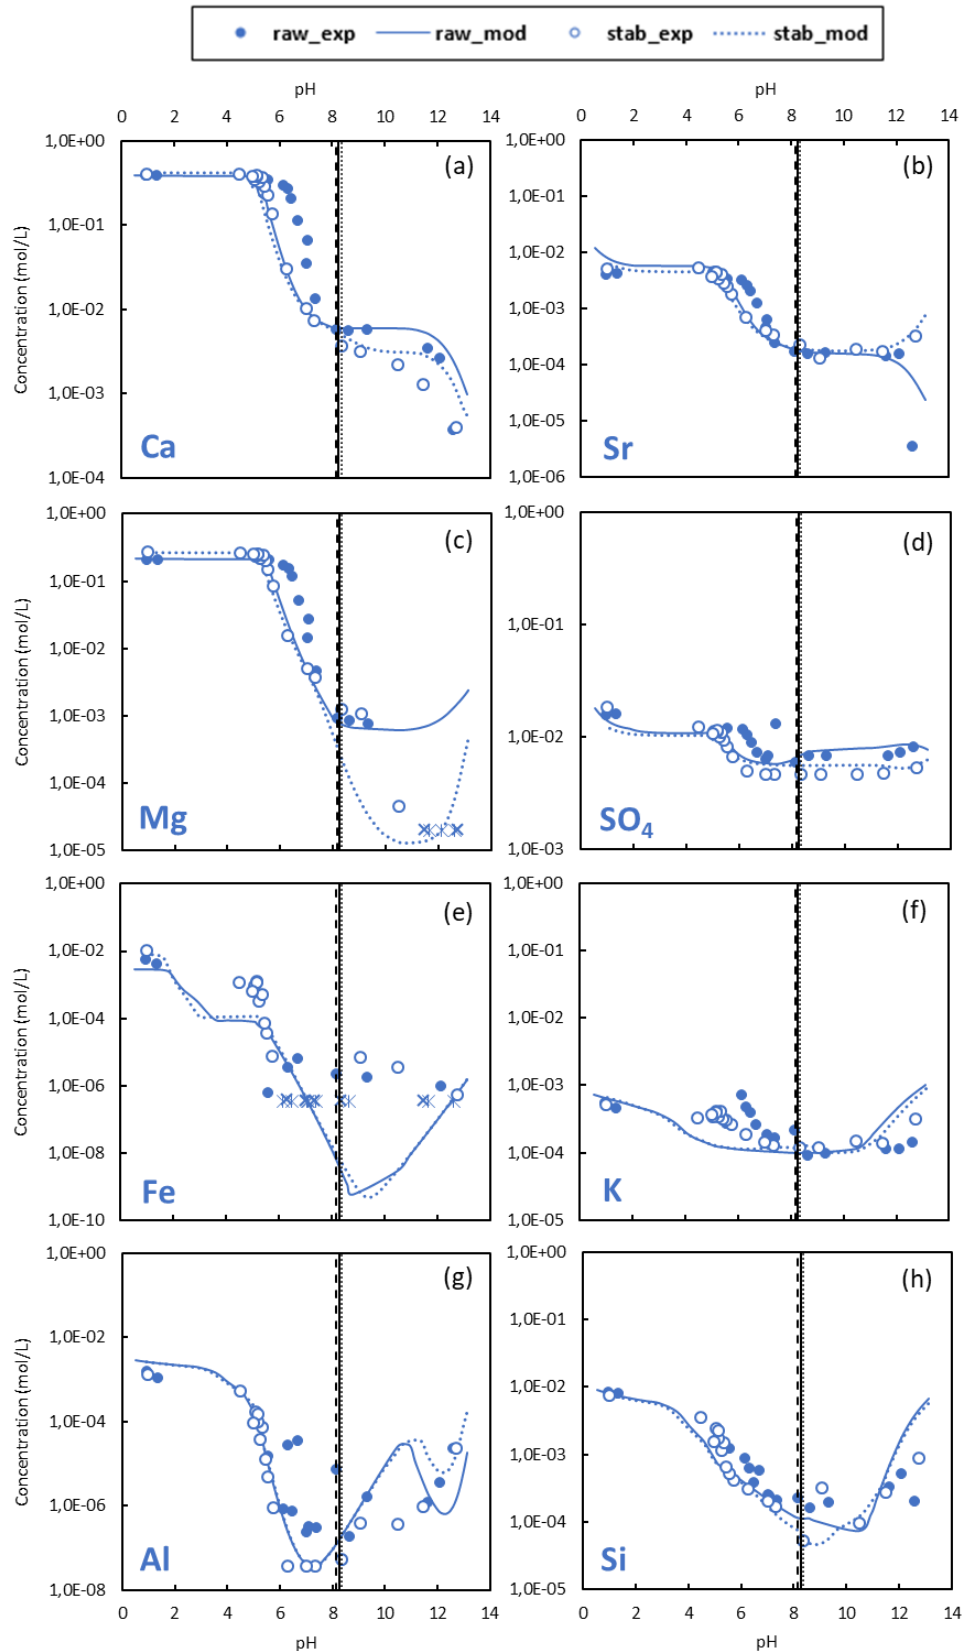 raw_exp raw_mod stab_exp stab_mod
pH pH
0 2 4 6 8 10 12 14 0 2 4 6 8 10 12 14
1,0E+00 (a) 1,0E+00 (b)
1,0E-01 1,0E-01
1,0E-02 1,0E-02
1,0E-03
1,0E-02 1,0E-04
1,0E-03 1,0E-05
1,0E-04 1,0E-06
Concentration (mol/L)
Ca Sr
1,0E+00 (c) 1,0E+00 (d)
1,0E-01
1,0E-02 1,0E-01
1,0E-03 1,0E-02
1,0E-04
1,0E-05 1,0E-03
Concentration (mol/L)
Mg SO4
1,0E+00 (e) 1,0E+00 (f)
1,0E-02 1,0E-01
1,0E-04 1,0E-02
1,0E-06 1,0E-03
1,0E-08 1,0E-04
1,0E-10 1,0E-05
Concentration (mol/L)
Fe K
1,0E+00 (g) 1,0E+00 (h)
1,0E-02 1,0E-01
1,0E-04 1,0E-02
1,0E-03
1,0E-06 1,0E-04
1,0E-08 1,0E-05
Concentration (mol/L)
Al Si
0 2 4 6 8 10 12 14 0 2 4 6 8 10 12 14
pH pH